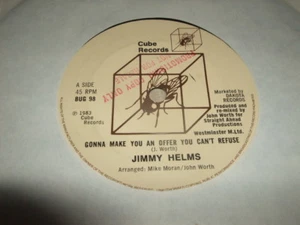 Cube
Records
A SIDE
45 RPM
BUG 98
℗ 1983
Cube
Records
Marketed by
DAKOTA
RECORDS
Produced and
re-mixed by
John Worth for
Straight Ahead
Productions
Westminster M.Ltd.
GONNA MAKE YOU AN OFFER YOU CAN'T REFUSE
(J. Worth)
JIMMY HELMS
Arranged: Mike Moran/John Worth